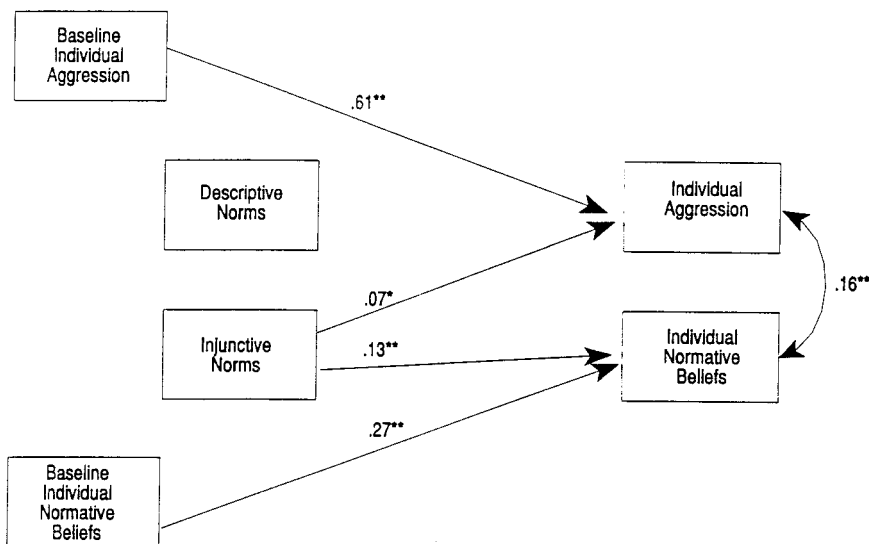 Baseline
Individual
Aggression
.61**
Descriptive
Norms
Individual
Aggression
.07*
.16**
Injunctive
Norms
.13**
Individual
Normative
Beliefs
.27**
Baseline
Individual
Normative
Beliefs